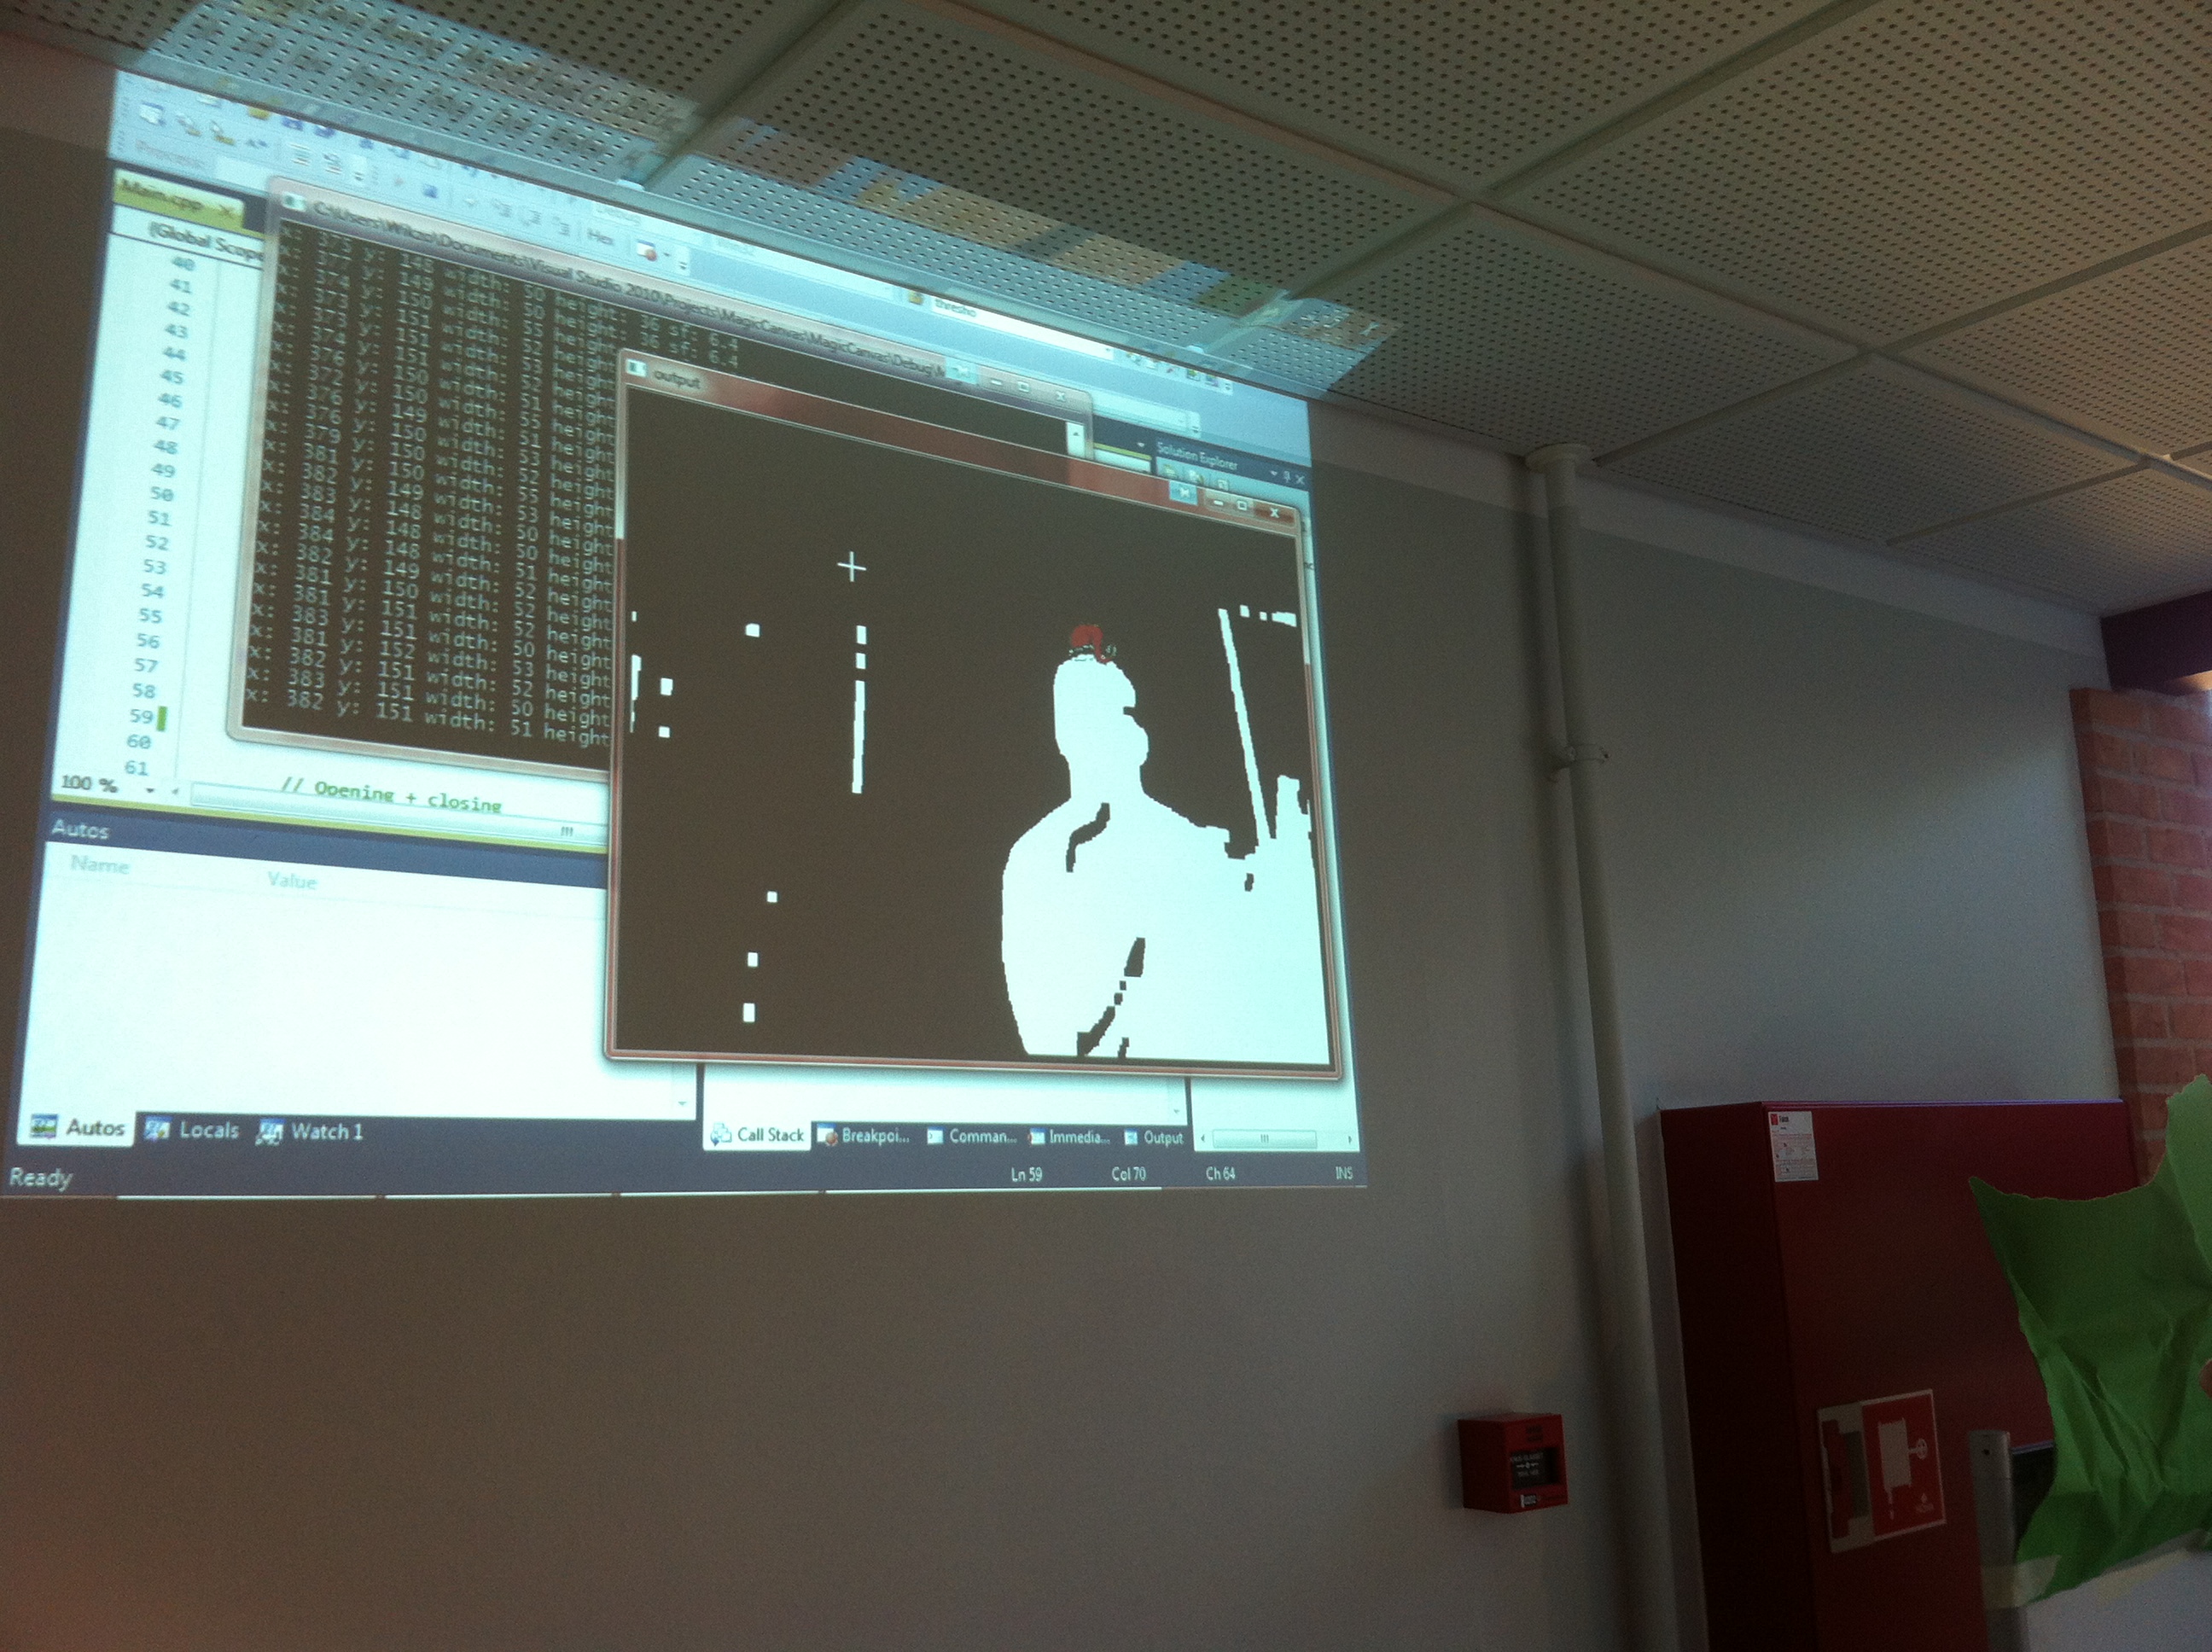 Process:
Hex
thresho
Main.cpp
(Global Scope
C:\Users\Wilco\Documents\Visual Studio 2010\Projects\MagicCanvas\MagicCanvas\Debug\
Solution Explorer
output
40
41
42
43
44
45
46
47
48
49
50
51
52
53
54
55
56
57
58
59
60
61
x: 373 y: 148 width: 50 height: 36 sf: 6.4
x: 377 y: 149 width: 50 height: 36 sf: 6.4
x: 374 y: 150 width: 55 height
x: 373 y: 151 width: 52 height
x: 373 y: 151 width: 53 height
x: 374 y: 151 width: 52 height
x: 376 y: 150 width: 51 height
x: 372 y: 150 width: 55 height
x: 376 y: 149 width: 51 height
x: 376 y: 150 width: 53 height
x: 379 y: 150 width: 52 height
x: 381 y: 150 width: 55 height
x: 382 y: 149 width: 53 height
x: 383 y: 148 width: 50 height
x: 384 y: 148 width: 50 height
x: 384 y: 148 width: 51 height
x: 382 y: 149 width: 52 height
x: 381 y: 150 width: 52 height
x: 381 y: 151 width: 52 height
x: 383 y: 151 width: 50 height
x: 381 y: 152 width: 53 height
x: 382 y: 151 width: 52 height
x: 383 y: 151 width: 50 height
x: 382 y: 151 width: 51 height
// Opening + closing
100 %
Autos
Name Value
Autos Locals Watch 1
Call Stack Breakpoi... Comman... Immedia... Output
Ready Ln 59 Col 70 Ch 64 INS